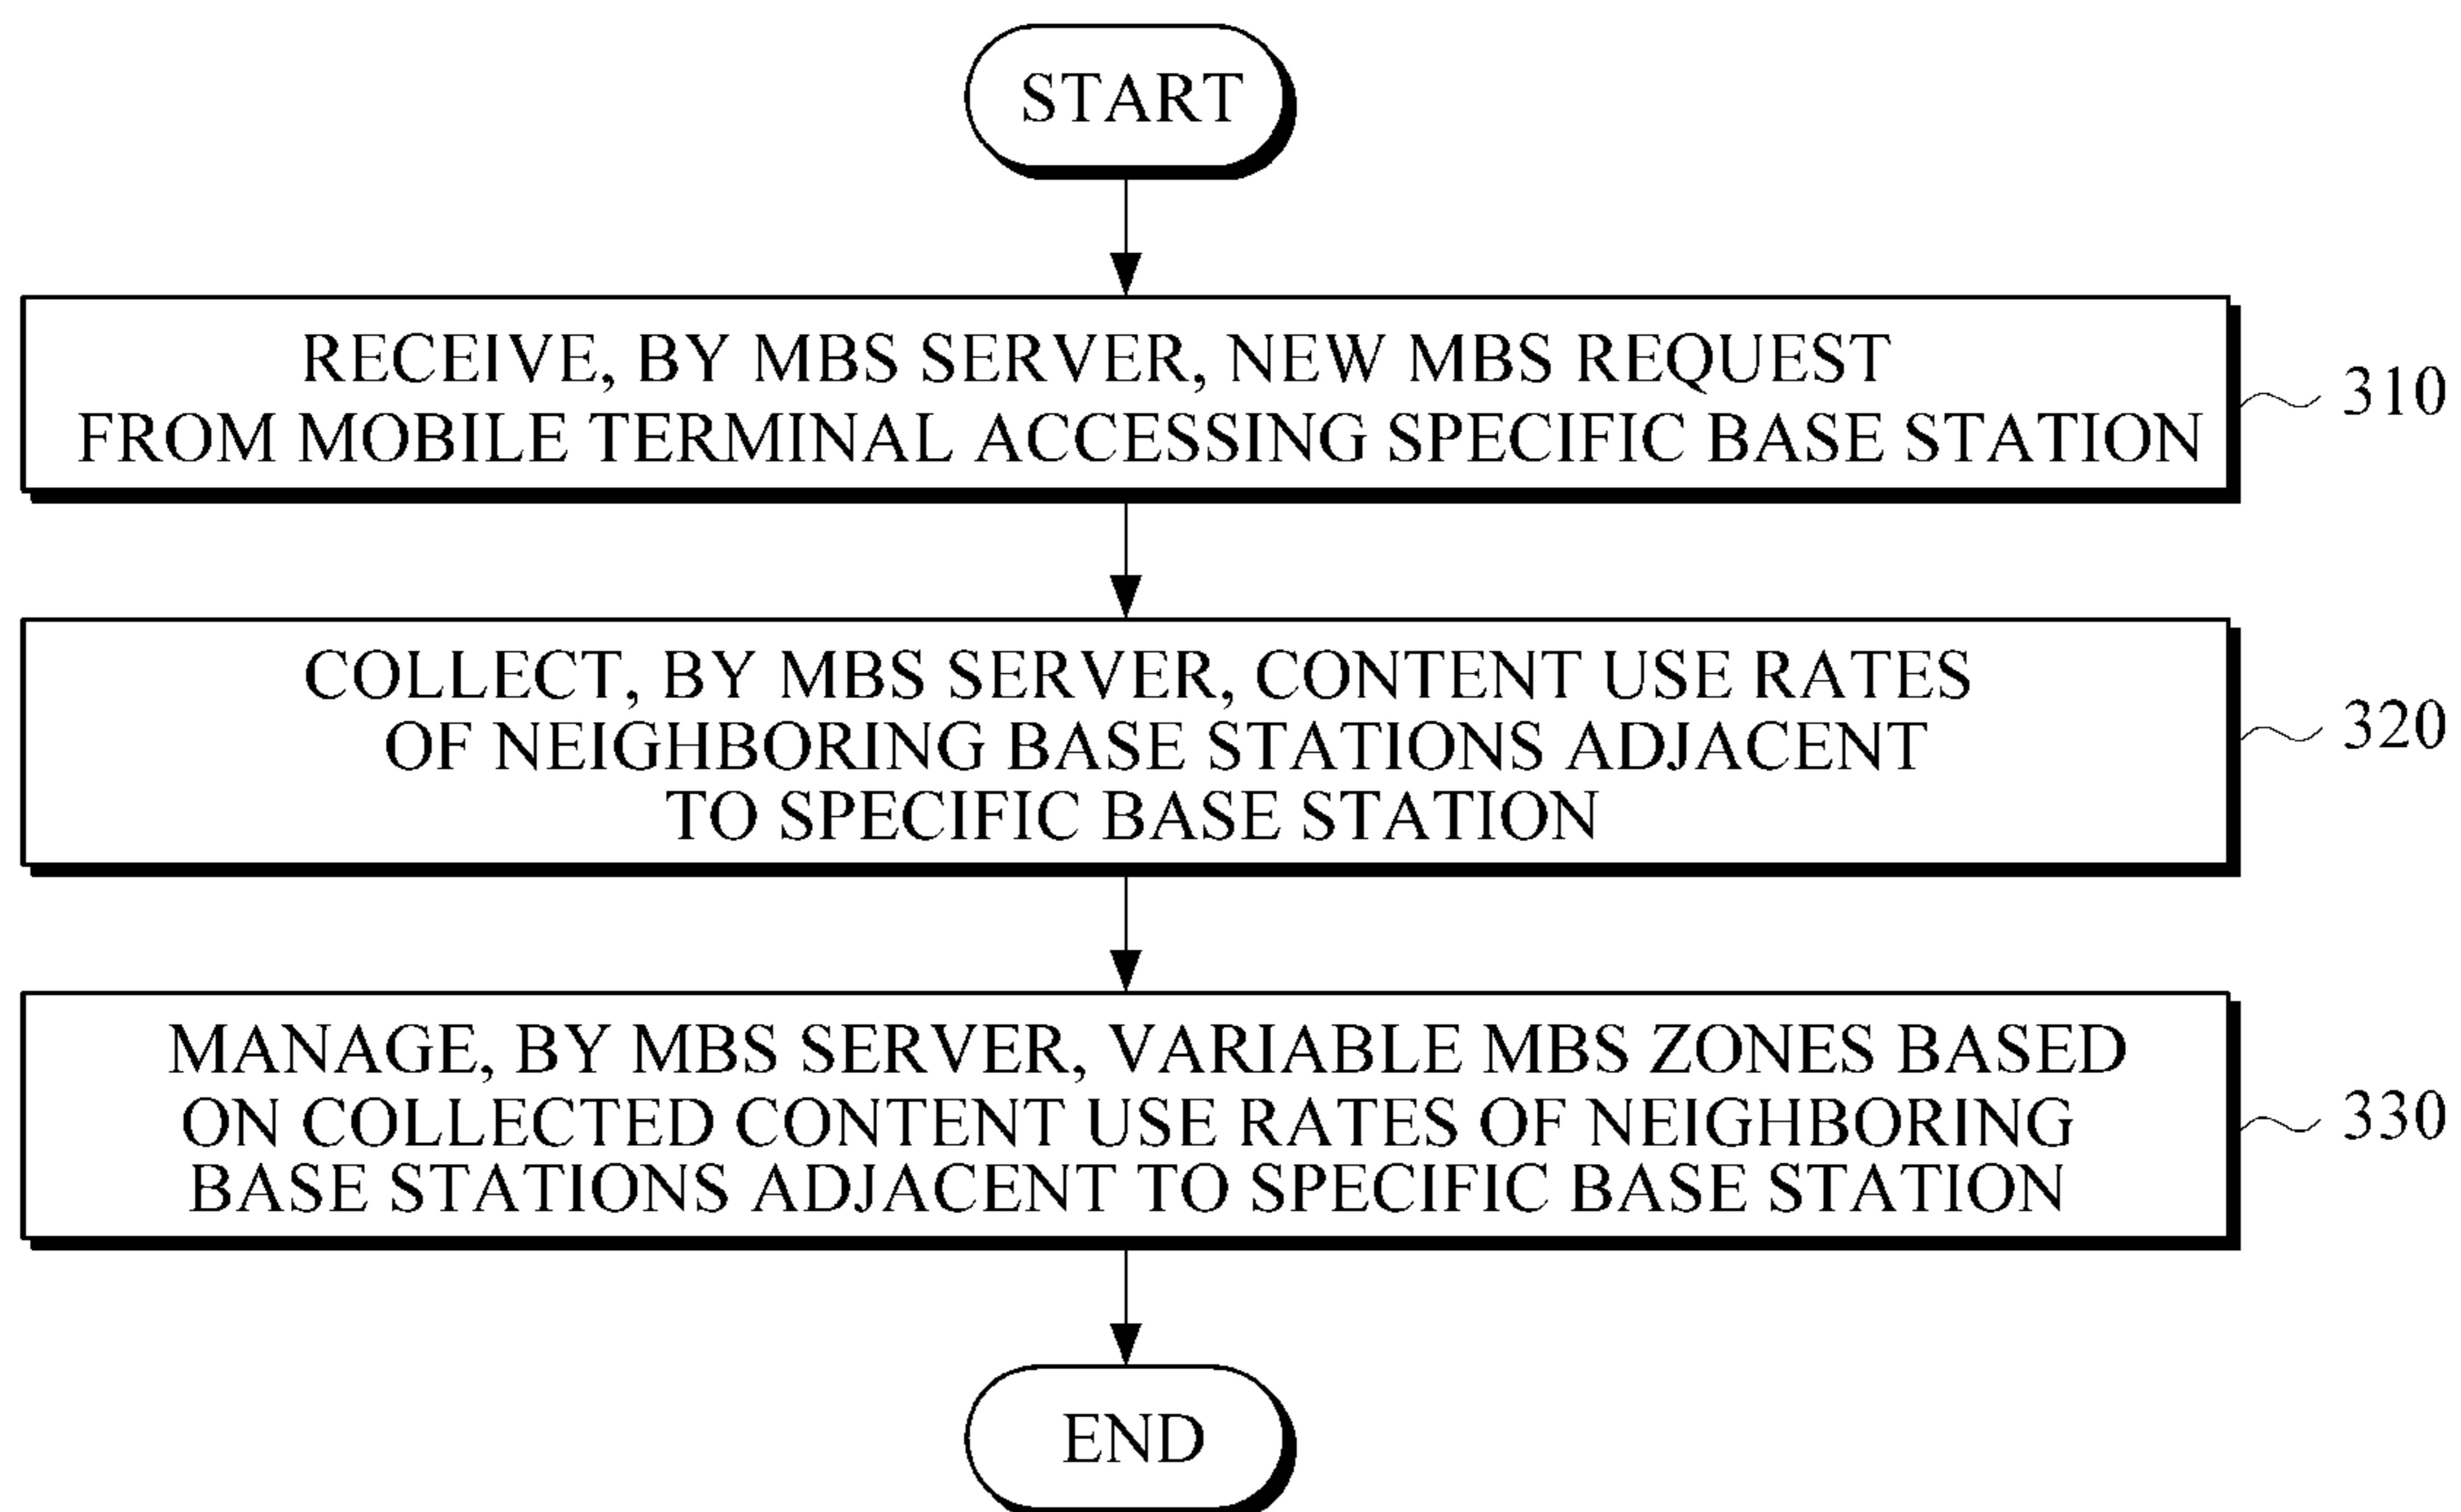 START
RECEIVE, BY MBS SERVER, NEW MBS REQUEST
FROM MOBILE TERMINAL ACCESSING SPECIFIC BASE STATION
310
COLLECT, BY MBS SERVER, CONTENT USE RATES
OF NEIGHBORING BASE STATIONS ADJACENT
TO SPECIFIC BASE STATION
320
MANAGE, BY MBS SERVER, VARIABLE MBS ZONES BASED
ON COLLECTED CONTENT USE RATES OF NEIGHBORING
BASE STATIONS ADJACENT TO SPECIFIC BASE STATION
330
END